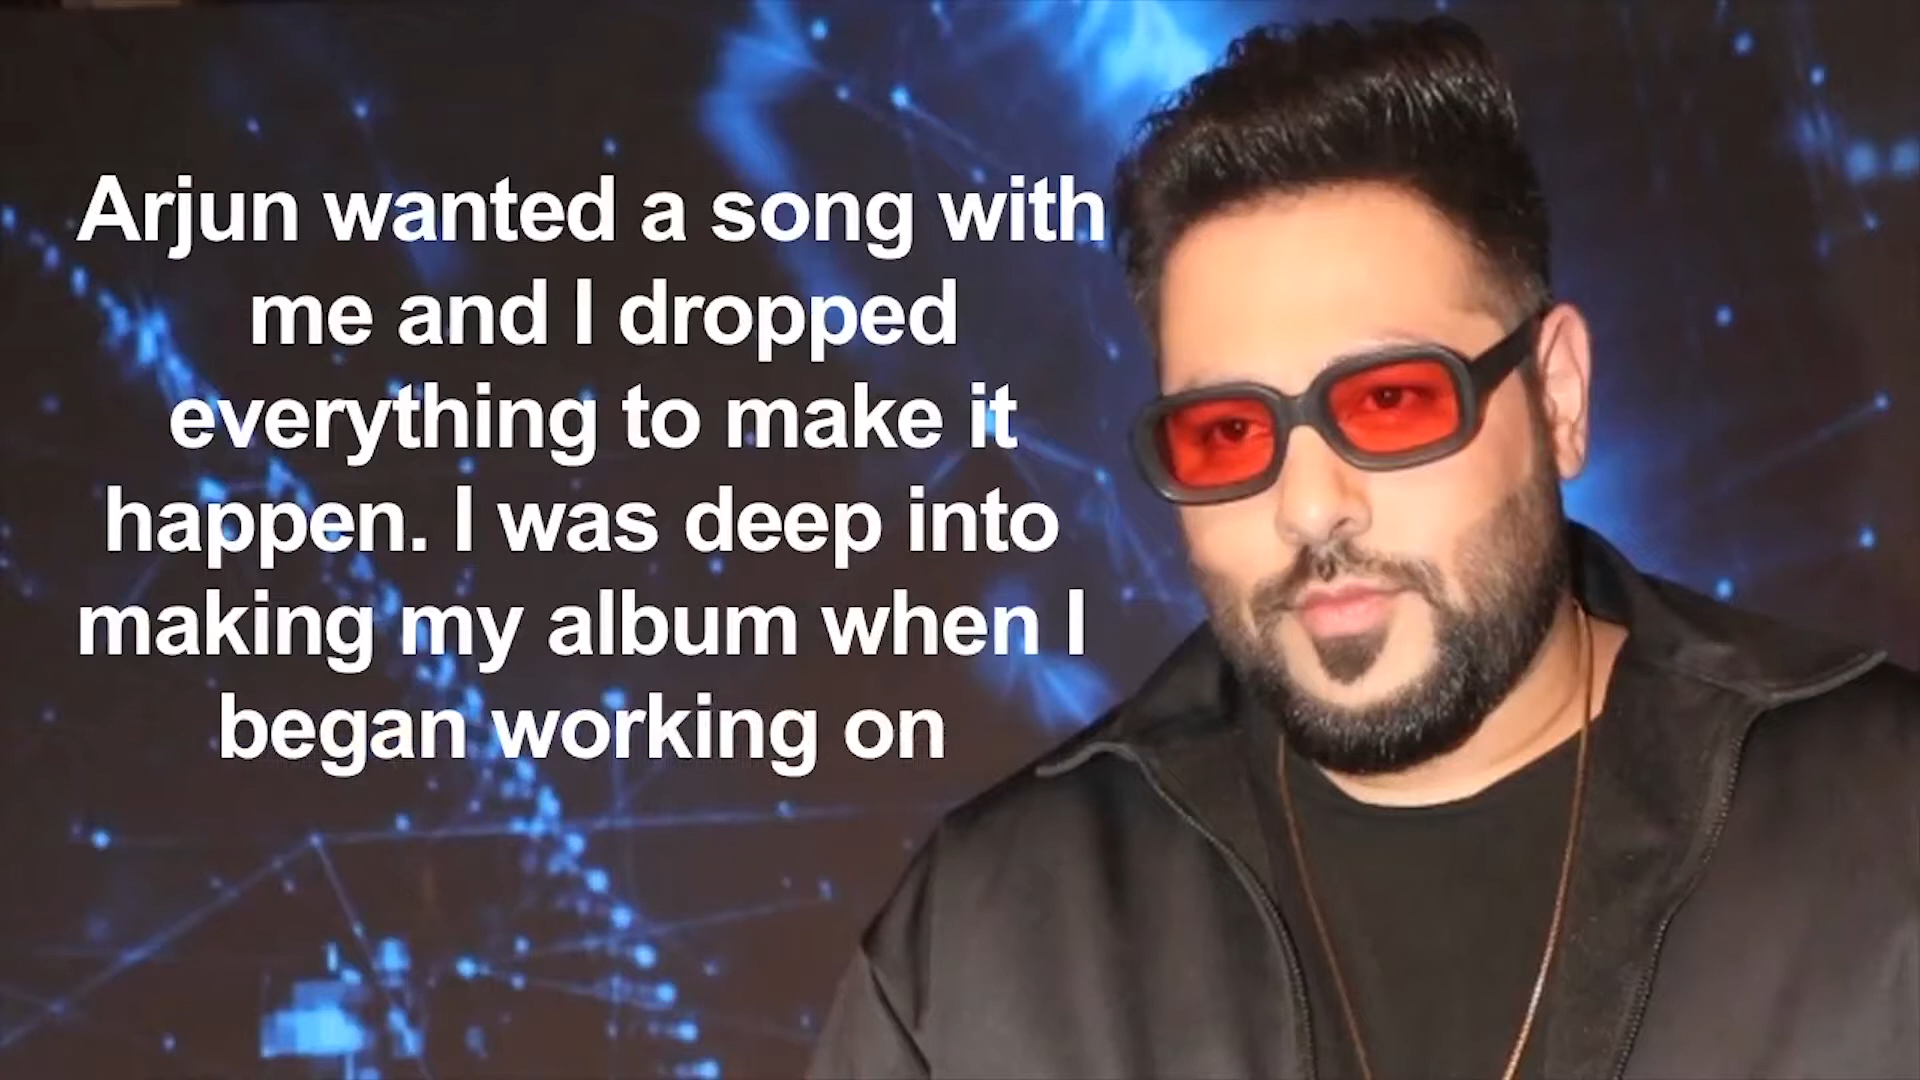 Arjun wanted a song with
me and I dropped
everything to make it
happen. I was deep into
making my album when I
began working on